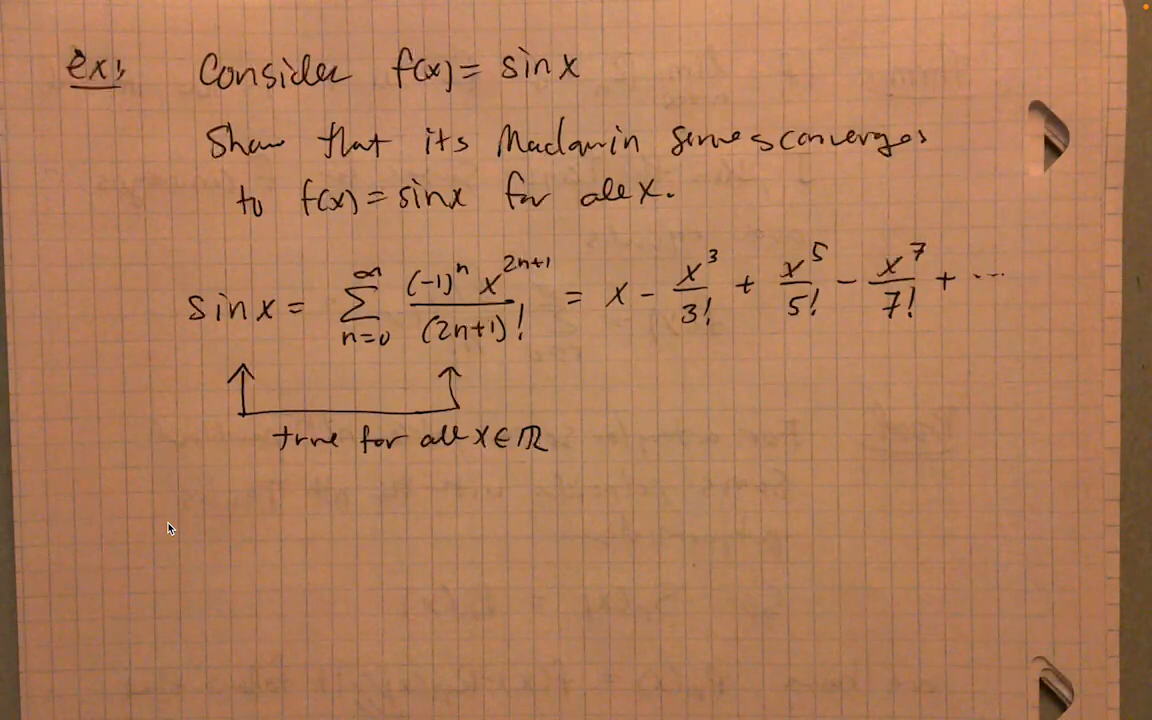 ex: Consider f(x) = sin x
Show that its Maclaurin series converges
to f(x) = sin x for all x.
sin x = ∑_{n=0}^{∞} (-1)^n x^{2n+1} / (2n+1)! = x - x^3/3! + x^5/5! - x^7/7! + ...
true for all x ∈ ℝ